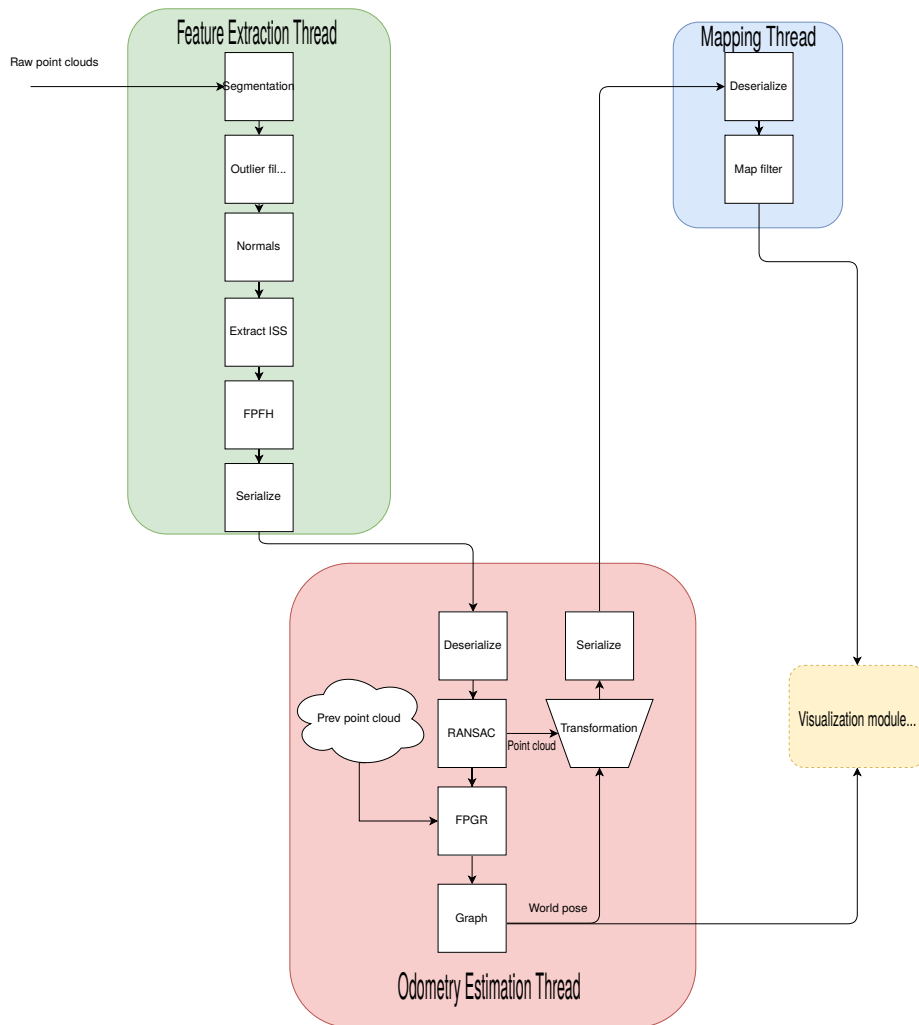 Feature Extraction Thread
Raw point clouds
Segmentation
Outlier fil...
Normals
Extract ISS
FPFH
Serialize
Mapping Thread
Deserialize
Map filter
Deserialize
Serialize
Prev point cloud
RANSAC
Point cloud
Transformation
FPGR
Graph
World pose
Odometry Estimation Thread
Visualization module...